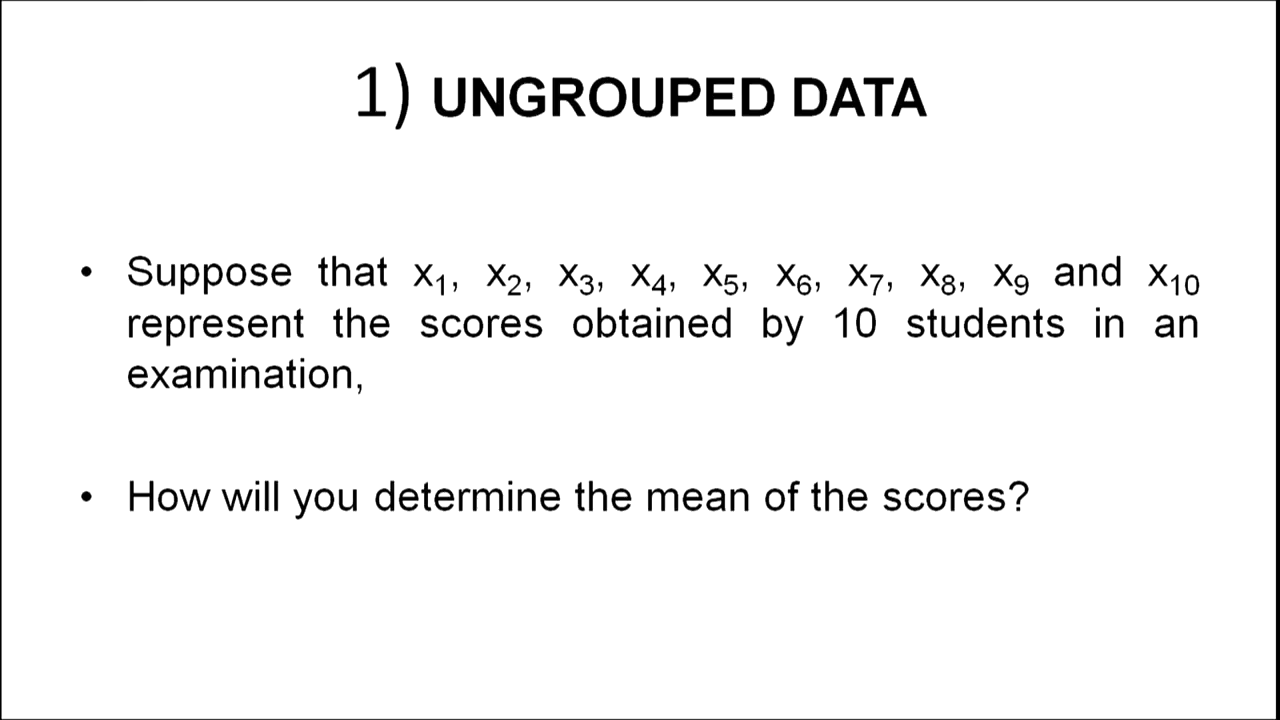 1) UNGROUPED DATA
• Suppose that x₁, x₂, x₃, x₄, x₅, x₆, x₇, x₈, x₉ and x₁₀
represent the scores obtained by 10 students in an
examination,
• How will you determine the mean of the scores?